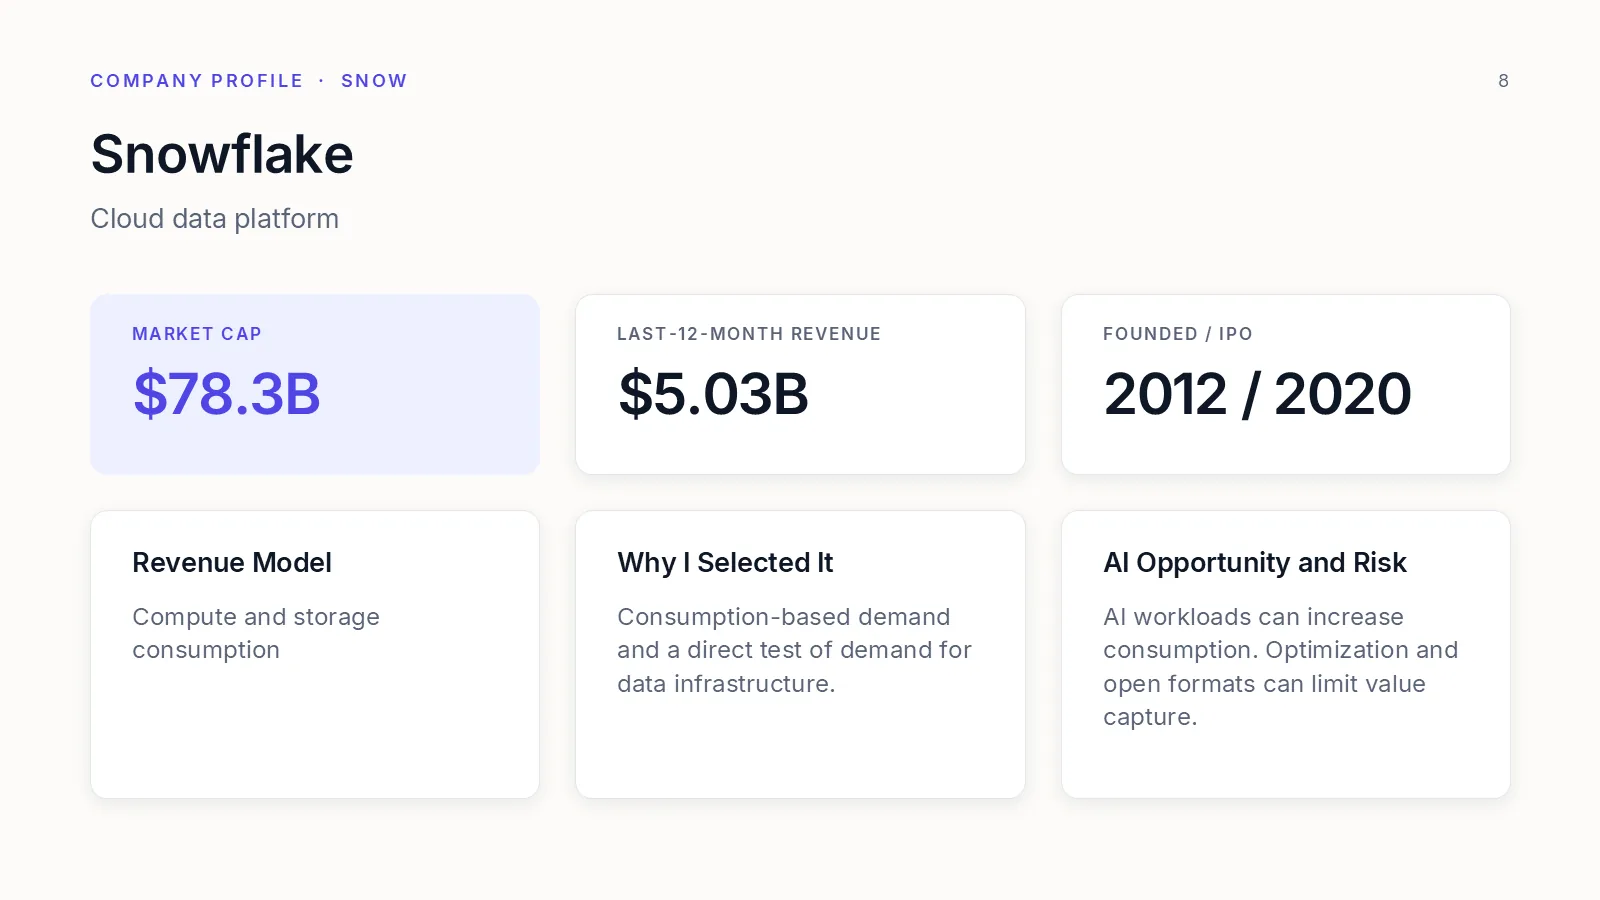 COMPANY PROFILE · SNOW
8
Snowflake
Cloud data platform
MARKET CAP
$78.3B
LAST-12-MONTH REVENUE
$5.03B
FOUNDED / IPO
2012 / 2020
Revenue Model
Compute and storage
consumption
Why I Selected It
Consumption-based demand
and a direct test of demand for
data infrastructure.
AI Opportunity and Risk
AI workloads can increase
consumption. Optimization and
open formats can limit value
capture.